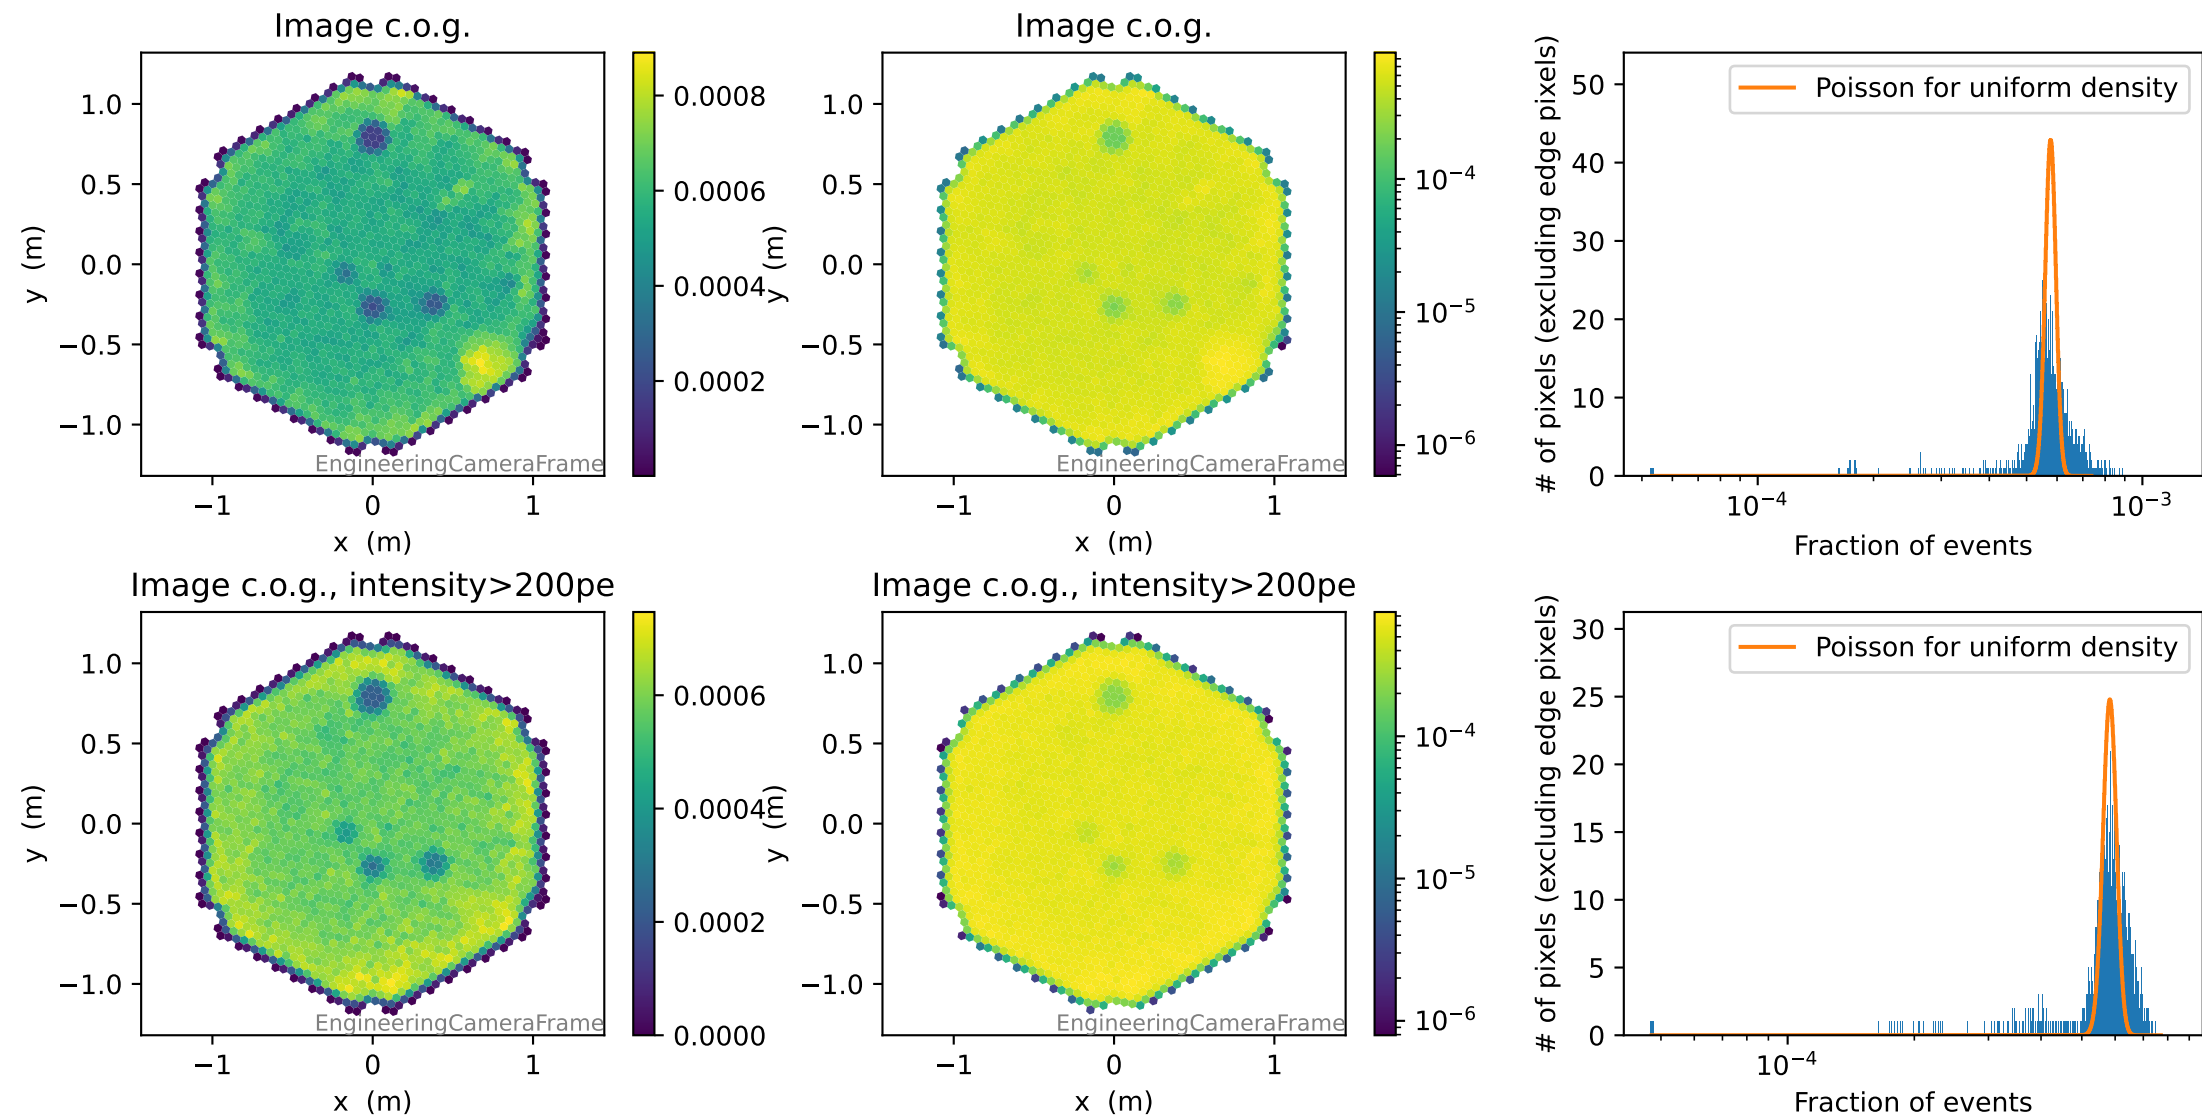 Image c.o.g.
1.0
0.5
0.0
−0.5
−1.0
y (m)
−1 0 1
x (m)
EngineeringCameraFrame
0.0008
0.0006
0.0004
0.0002
Image c.o.g.
1.0
0.5
0.0
−0.5
−1.0
y (m)
−1 0 1
x (m)
EngineeringCameraFrame
10−4
10−5
10−6
Poisson for uniform density
50
40
30
20
10
0
# of pixels (excluding edge pixels)
10−4 10−3
Fraction of events
Image c.o.g., intensity>200pe
1.0
0.5
0.0
−0.5
−1.0
y (m)
−1 0 1
x (m)
EngineeringCameraFrame
0.0006
0.0004
0.0002
0.0000
Image c.o.g., intensity>200pe
1.0
0.5
0.0
−0.5
−1.0
y (m)
−1 0 1
x (m)
EngineeringCameraFrame
10−4
10−5
10−6
Poisson for uniform density
30
25
20
15
10
5
0
# of pixels (excluding edge pixels)
10−4
Fraction of events